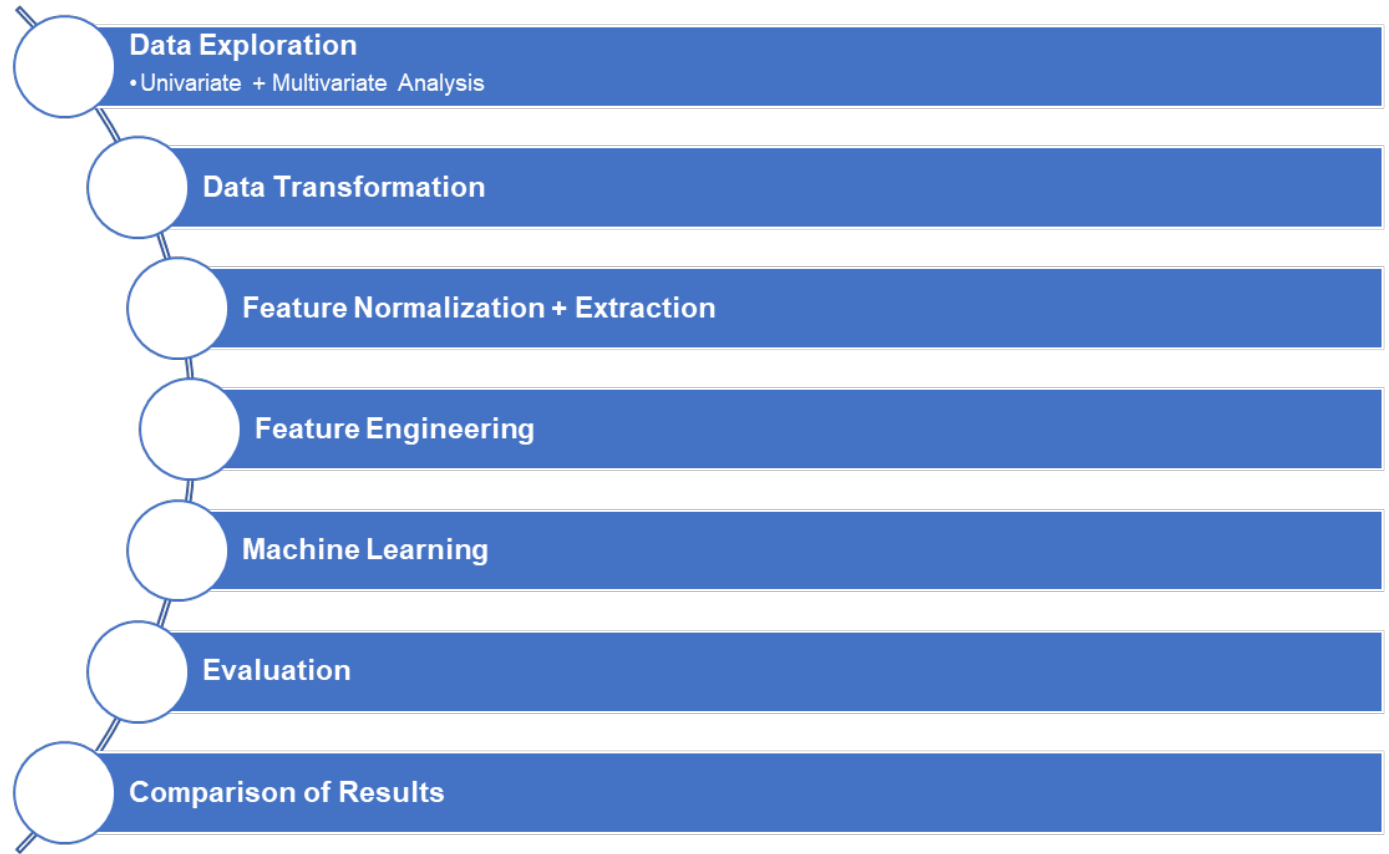 Data Exploration
•Univariate + Multivariate Analysis
Data Transformation
Feature Normalization + Extraction
Feature Engineering
Machine Learning
Evaluation
Comparison of Results